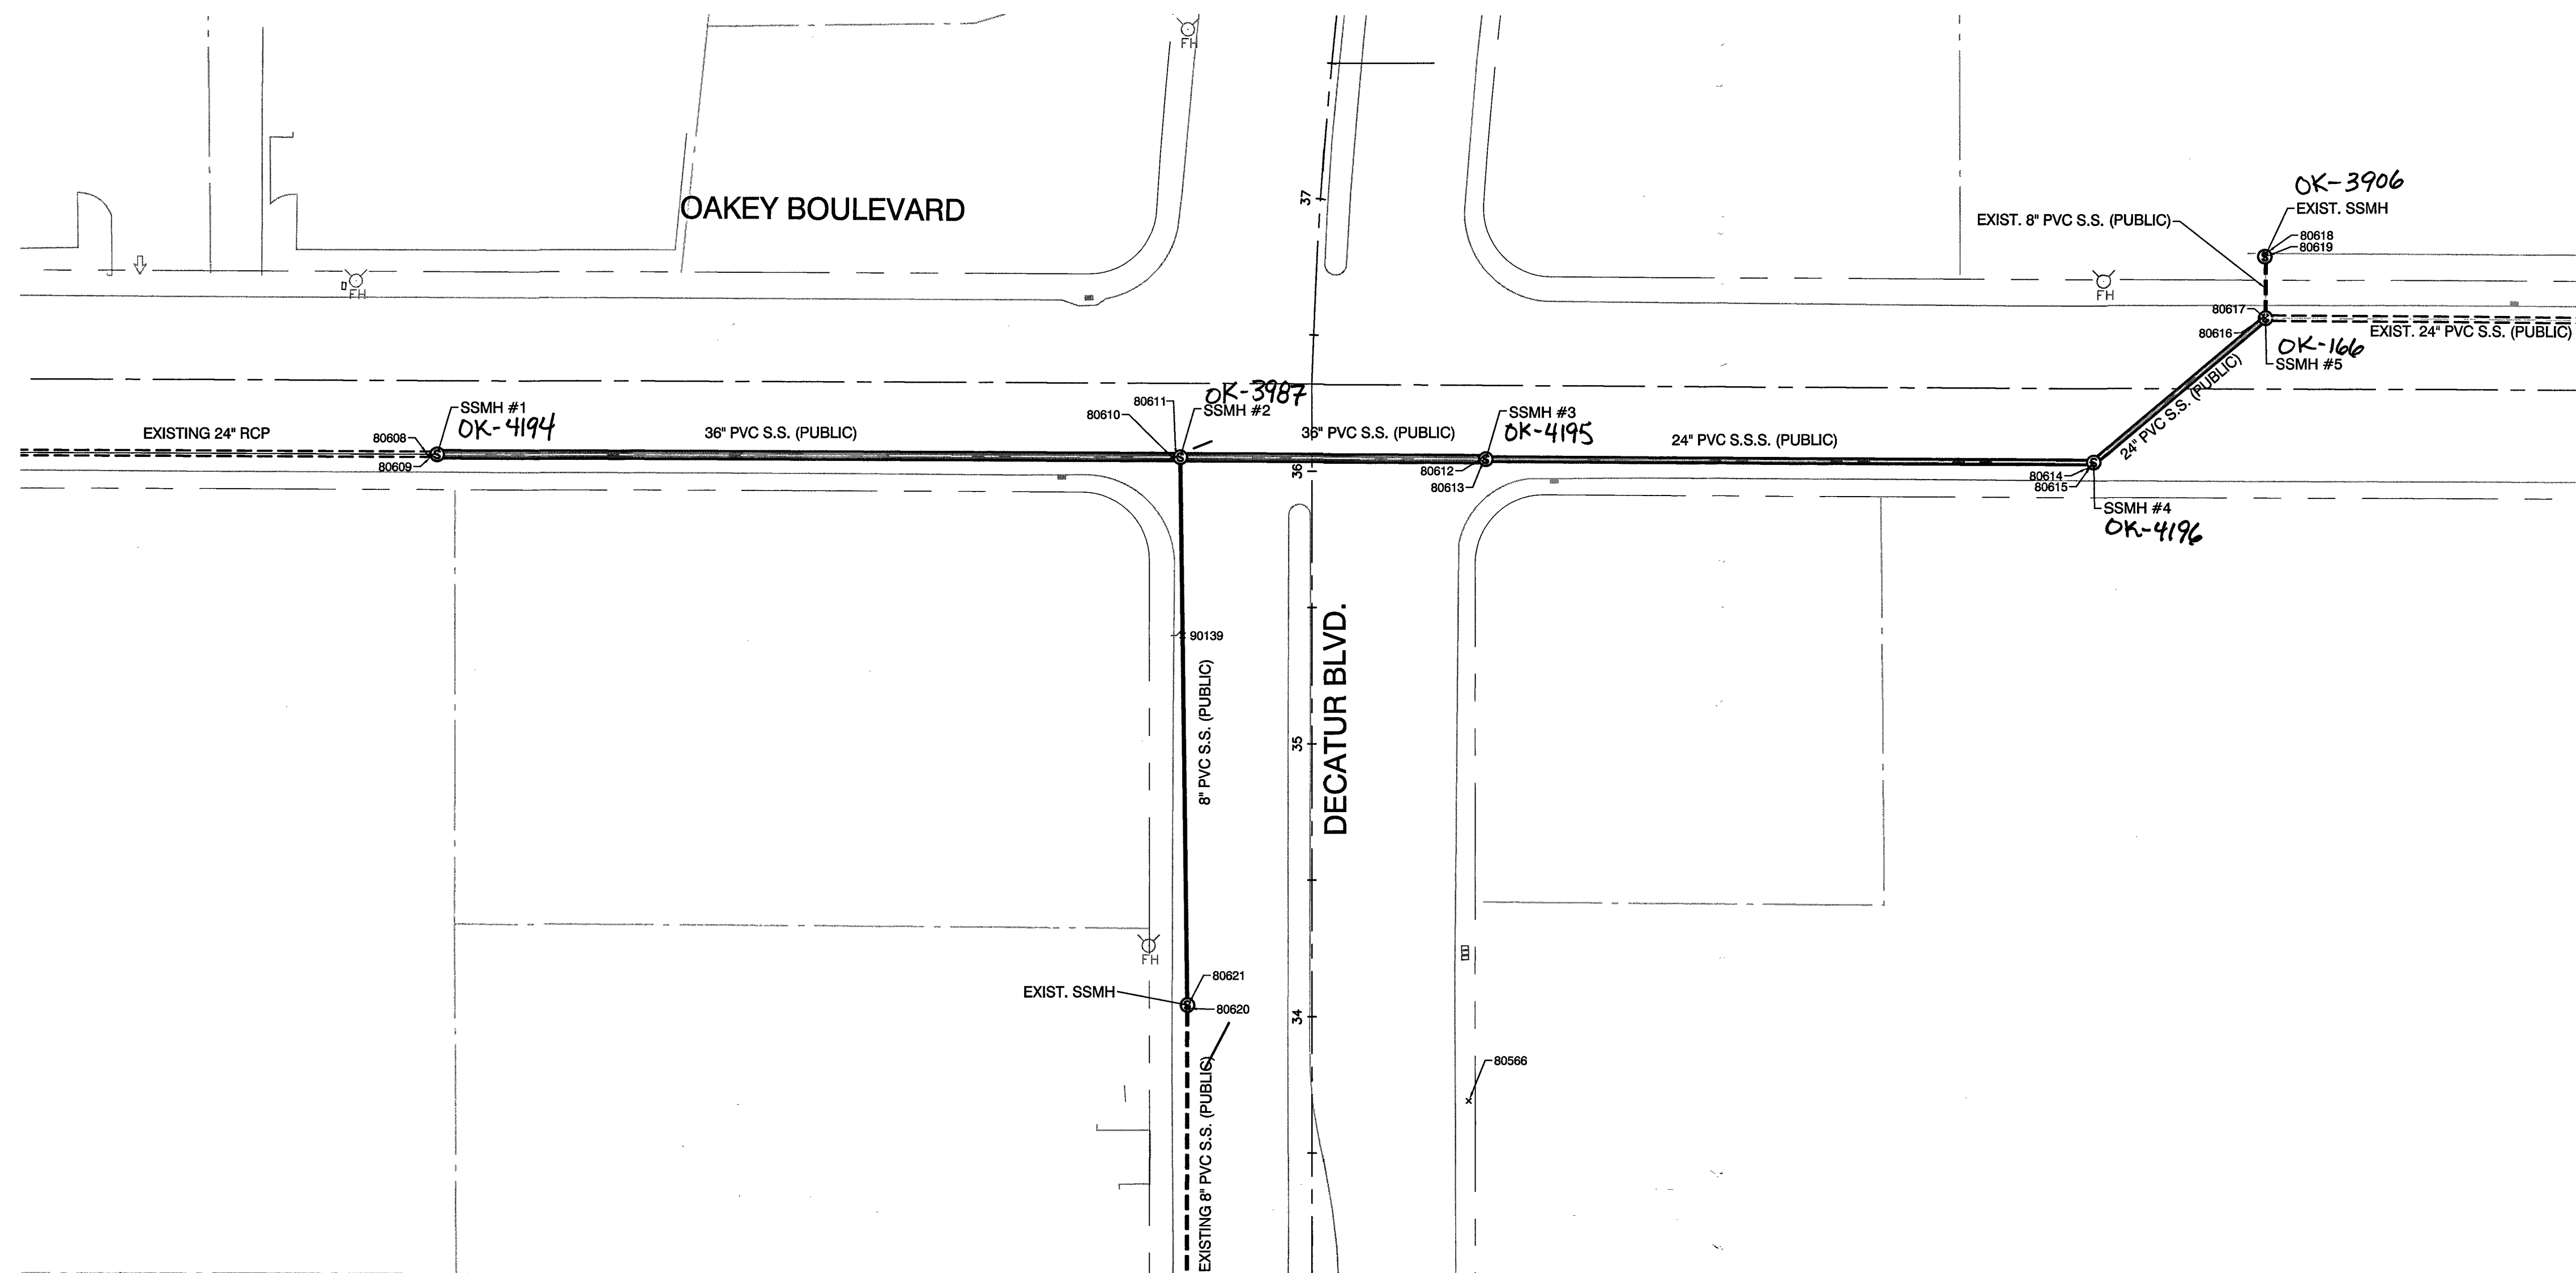 FH
OAKEY BOULEVARD
37
OK-3906
EXIST. SSMH
EXIST. 8" PVC S.S. (PUBLIC)
80618
80619
FH
FH
80617
80616
EXIST. 24" PVC S.S. (PUBLIC)
OK-166
SSMH #5
24" PVC S.S. (PUBLIC)
OK-3987
SSMH #2
80611
80610
SSMH #1
OK-4194
EXISTING 24" RCP
80608
80609
36" PVC S.S. (PUBLIC)
36" PVC S.S. (PUBLIC)
SSMH #3
OK-4195
24" PVC S.S.S. (PUBLIC)
36
80612
80613
80614
80615
SSMH #4
OK-4196
90139
8" PVC S.S. (PUBLIC)
35
DECATUR BLVD.
FH
EXIST. SSMH
80621
80620
34
EXISTING 8" PVC S.S. (PUBLIC)
80566
S
S
S
S
S
S
S